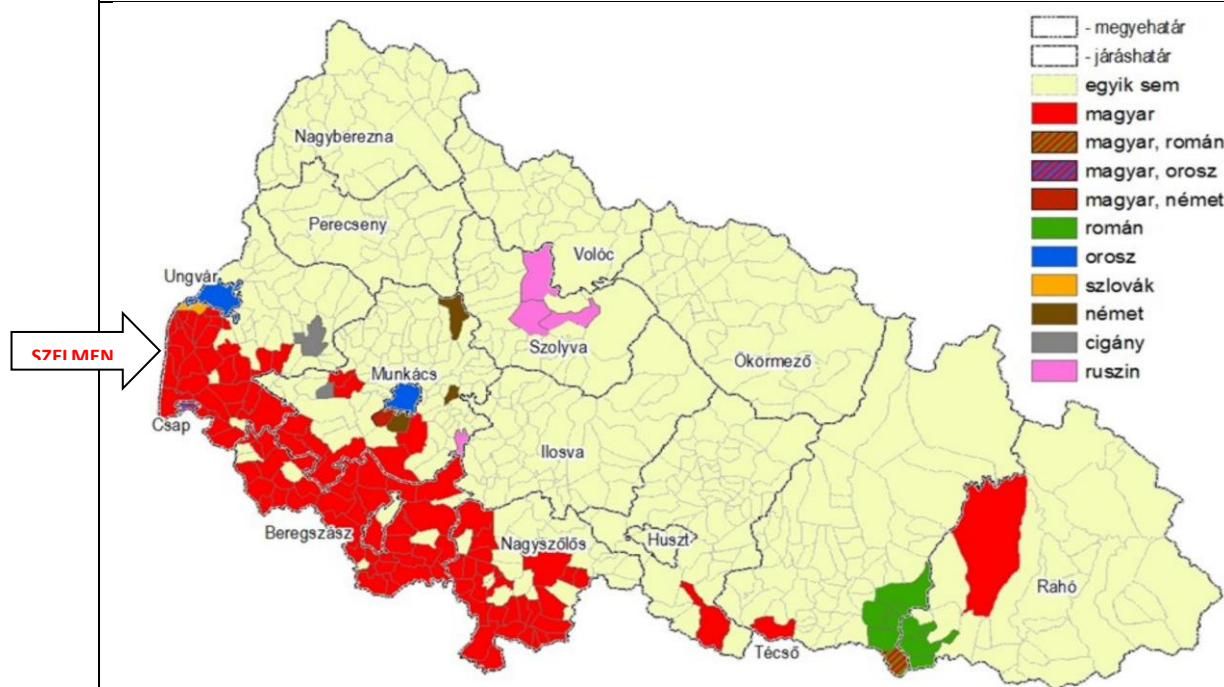 - megyehatár
- járáshatár
egyik sem
magyar
magyar, román
magyar, orosz
magyar, német
román
orosz
szlovák
német
cigány
ruszin
Nagyberezna
Perecseny
Volóc
Ungvár
SZELMEN
Szolyva
Ökörmező
Munkács
Csap
Ilosva
Beregszász
Nagyszőlős
Huszt
Rahó
Técső